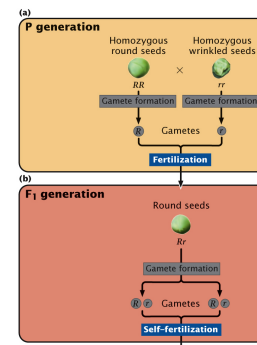 (a)
P generation
Homozygous round seeds
Homozygous wrinkled seeds
×
RR
rr
Gamete formation
Gamete formation
R
Gametes
r
Fertilization
(b)
F1 generation
Round seeds
Rr
Gamete formation
R r
Gametes
R r
Self–fertilization